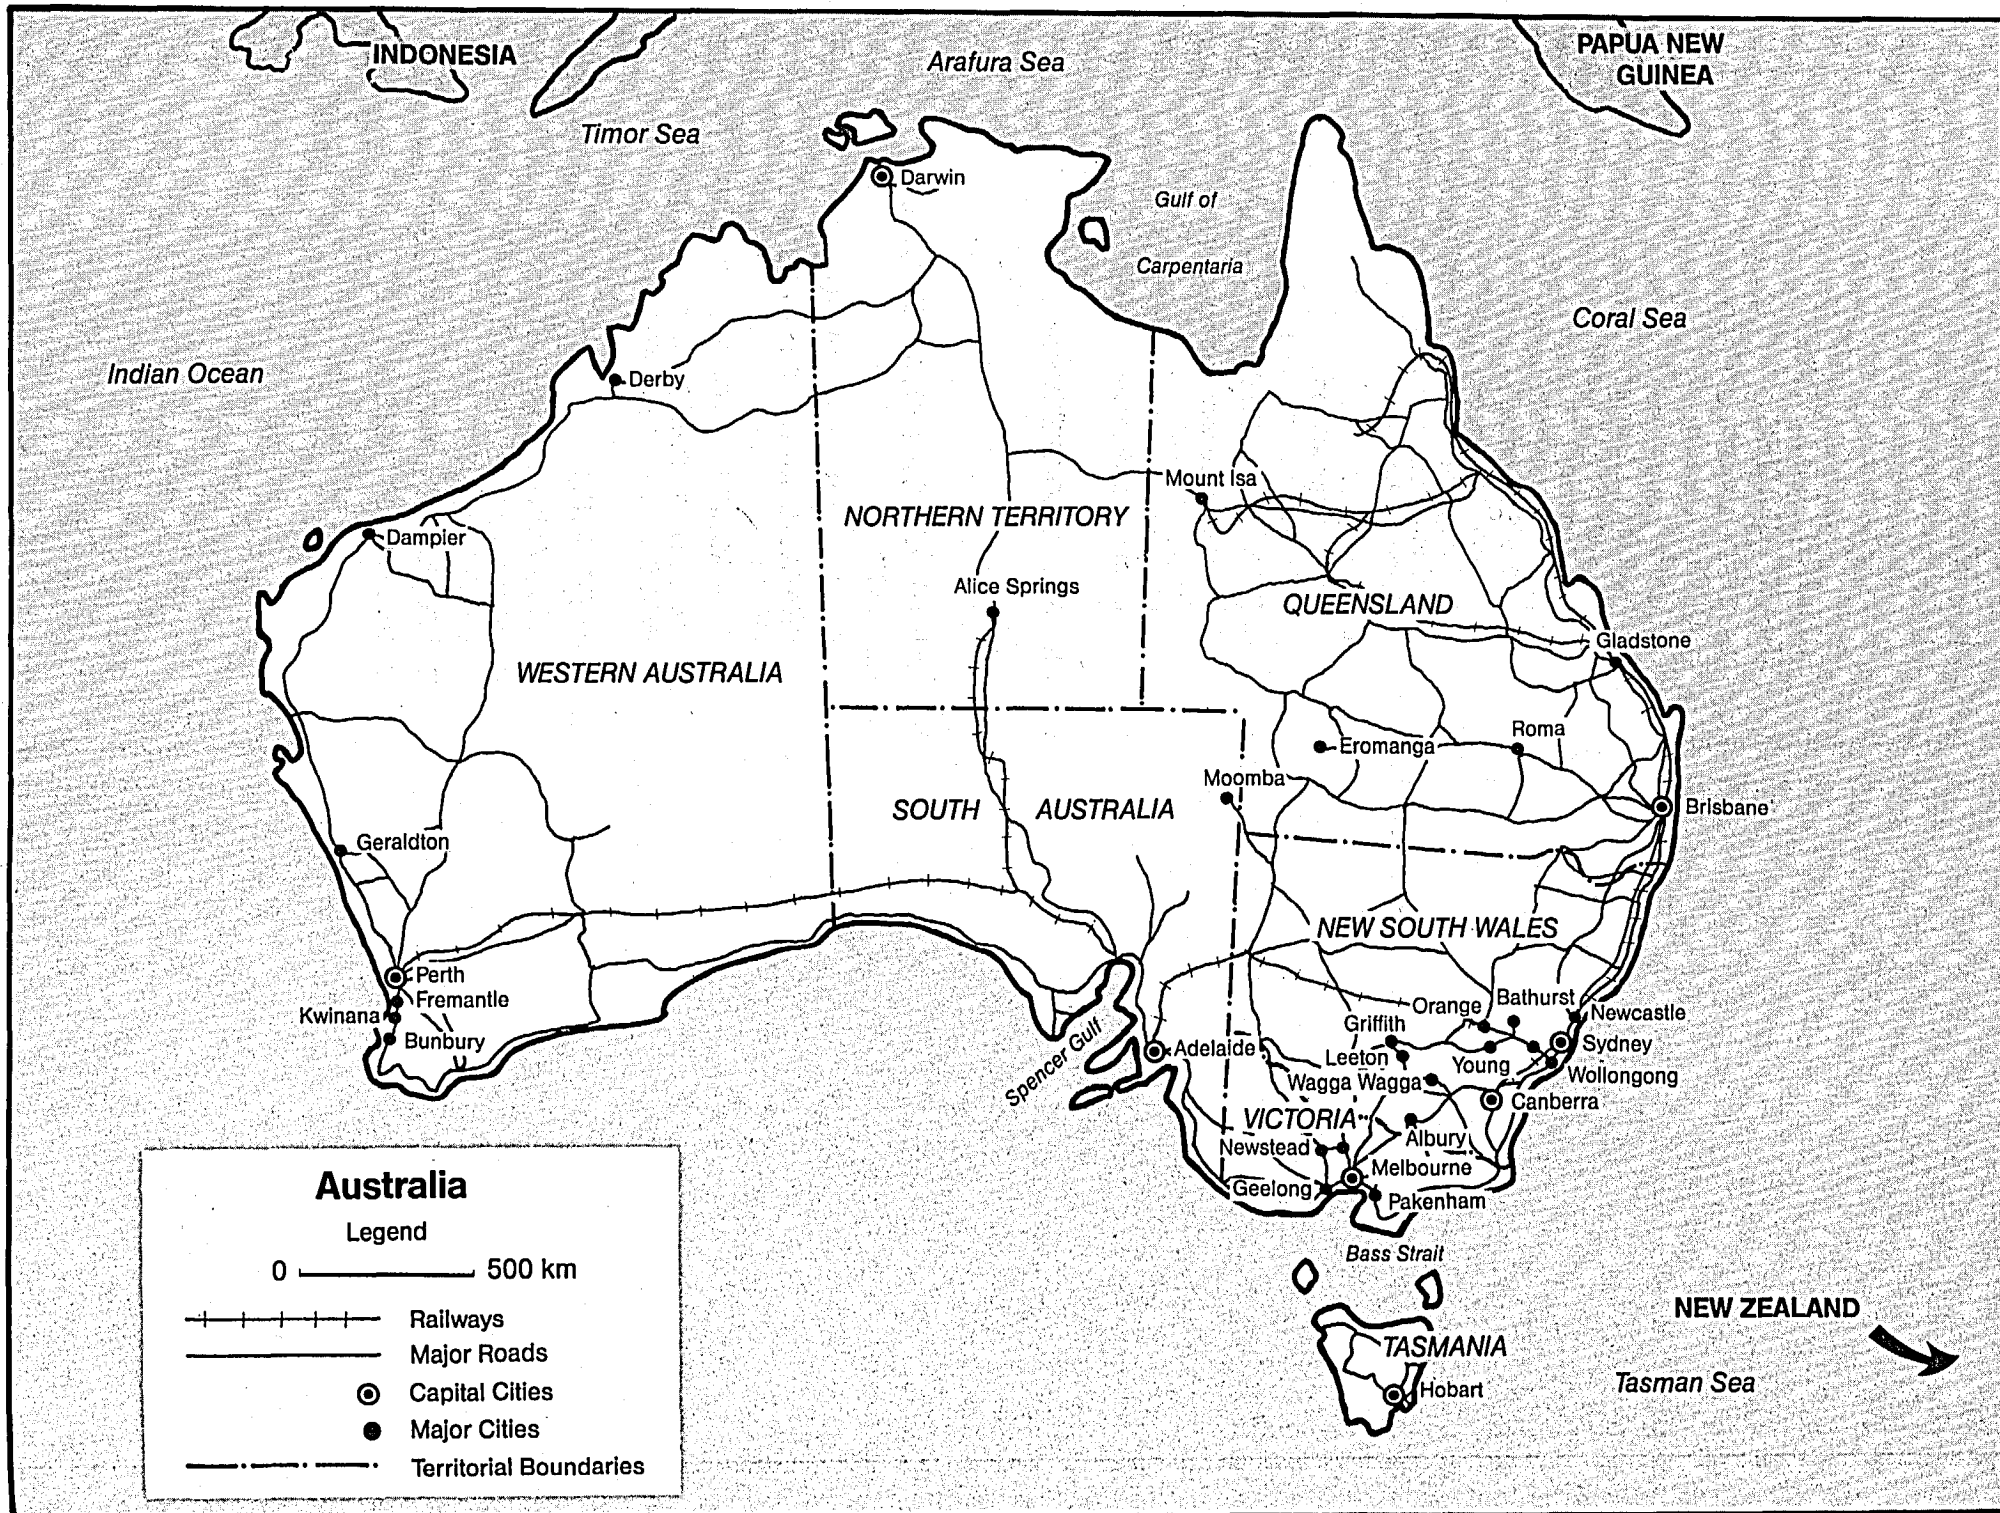 INDONESIA
Arafura Sea
PAPUA NEW
GUINEA
Timor Sea
Darwin
Gulf of
Carpentaria
Coral Sea
Indian Ocean
Derby
Mount Isa
NORTHERN TERRITORY
Dampier
Alice Springs
QUEENSLAND
Gladstone
WESTERN AUSTRALIA
Roma
Eromanga
Moomba
SOUTH AUSTRALIA
Brisbane
Geraldton
NEW SOUTH WALES
Perth
Fremantle
Kwinana
Bunbury
Orange
Bathurst
Newcastle
Griffith
Sydney
Spencer Gulf
Adelaide
Leeton
Young
Wollongong
Wagga Wagga
Canberra
VICTORIA
Albury
Newstead
Melbourne
Geelong
Pakenham
Bass Strait
NEW ZEALAND
TASMANIA
Tasman Sea
Hobart
Australia
Legend
0 500 km
Railways
Major Roads
Capital Cities
Major Cities
Territorial Boundaries